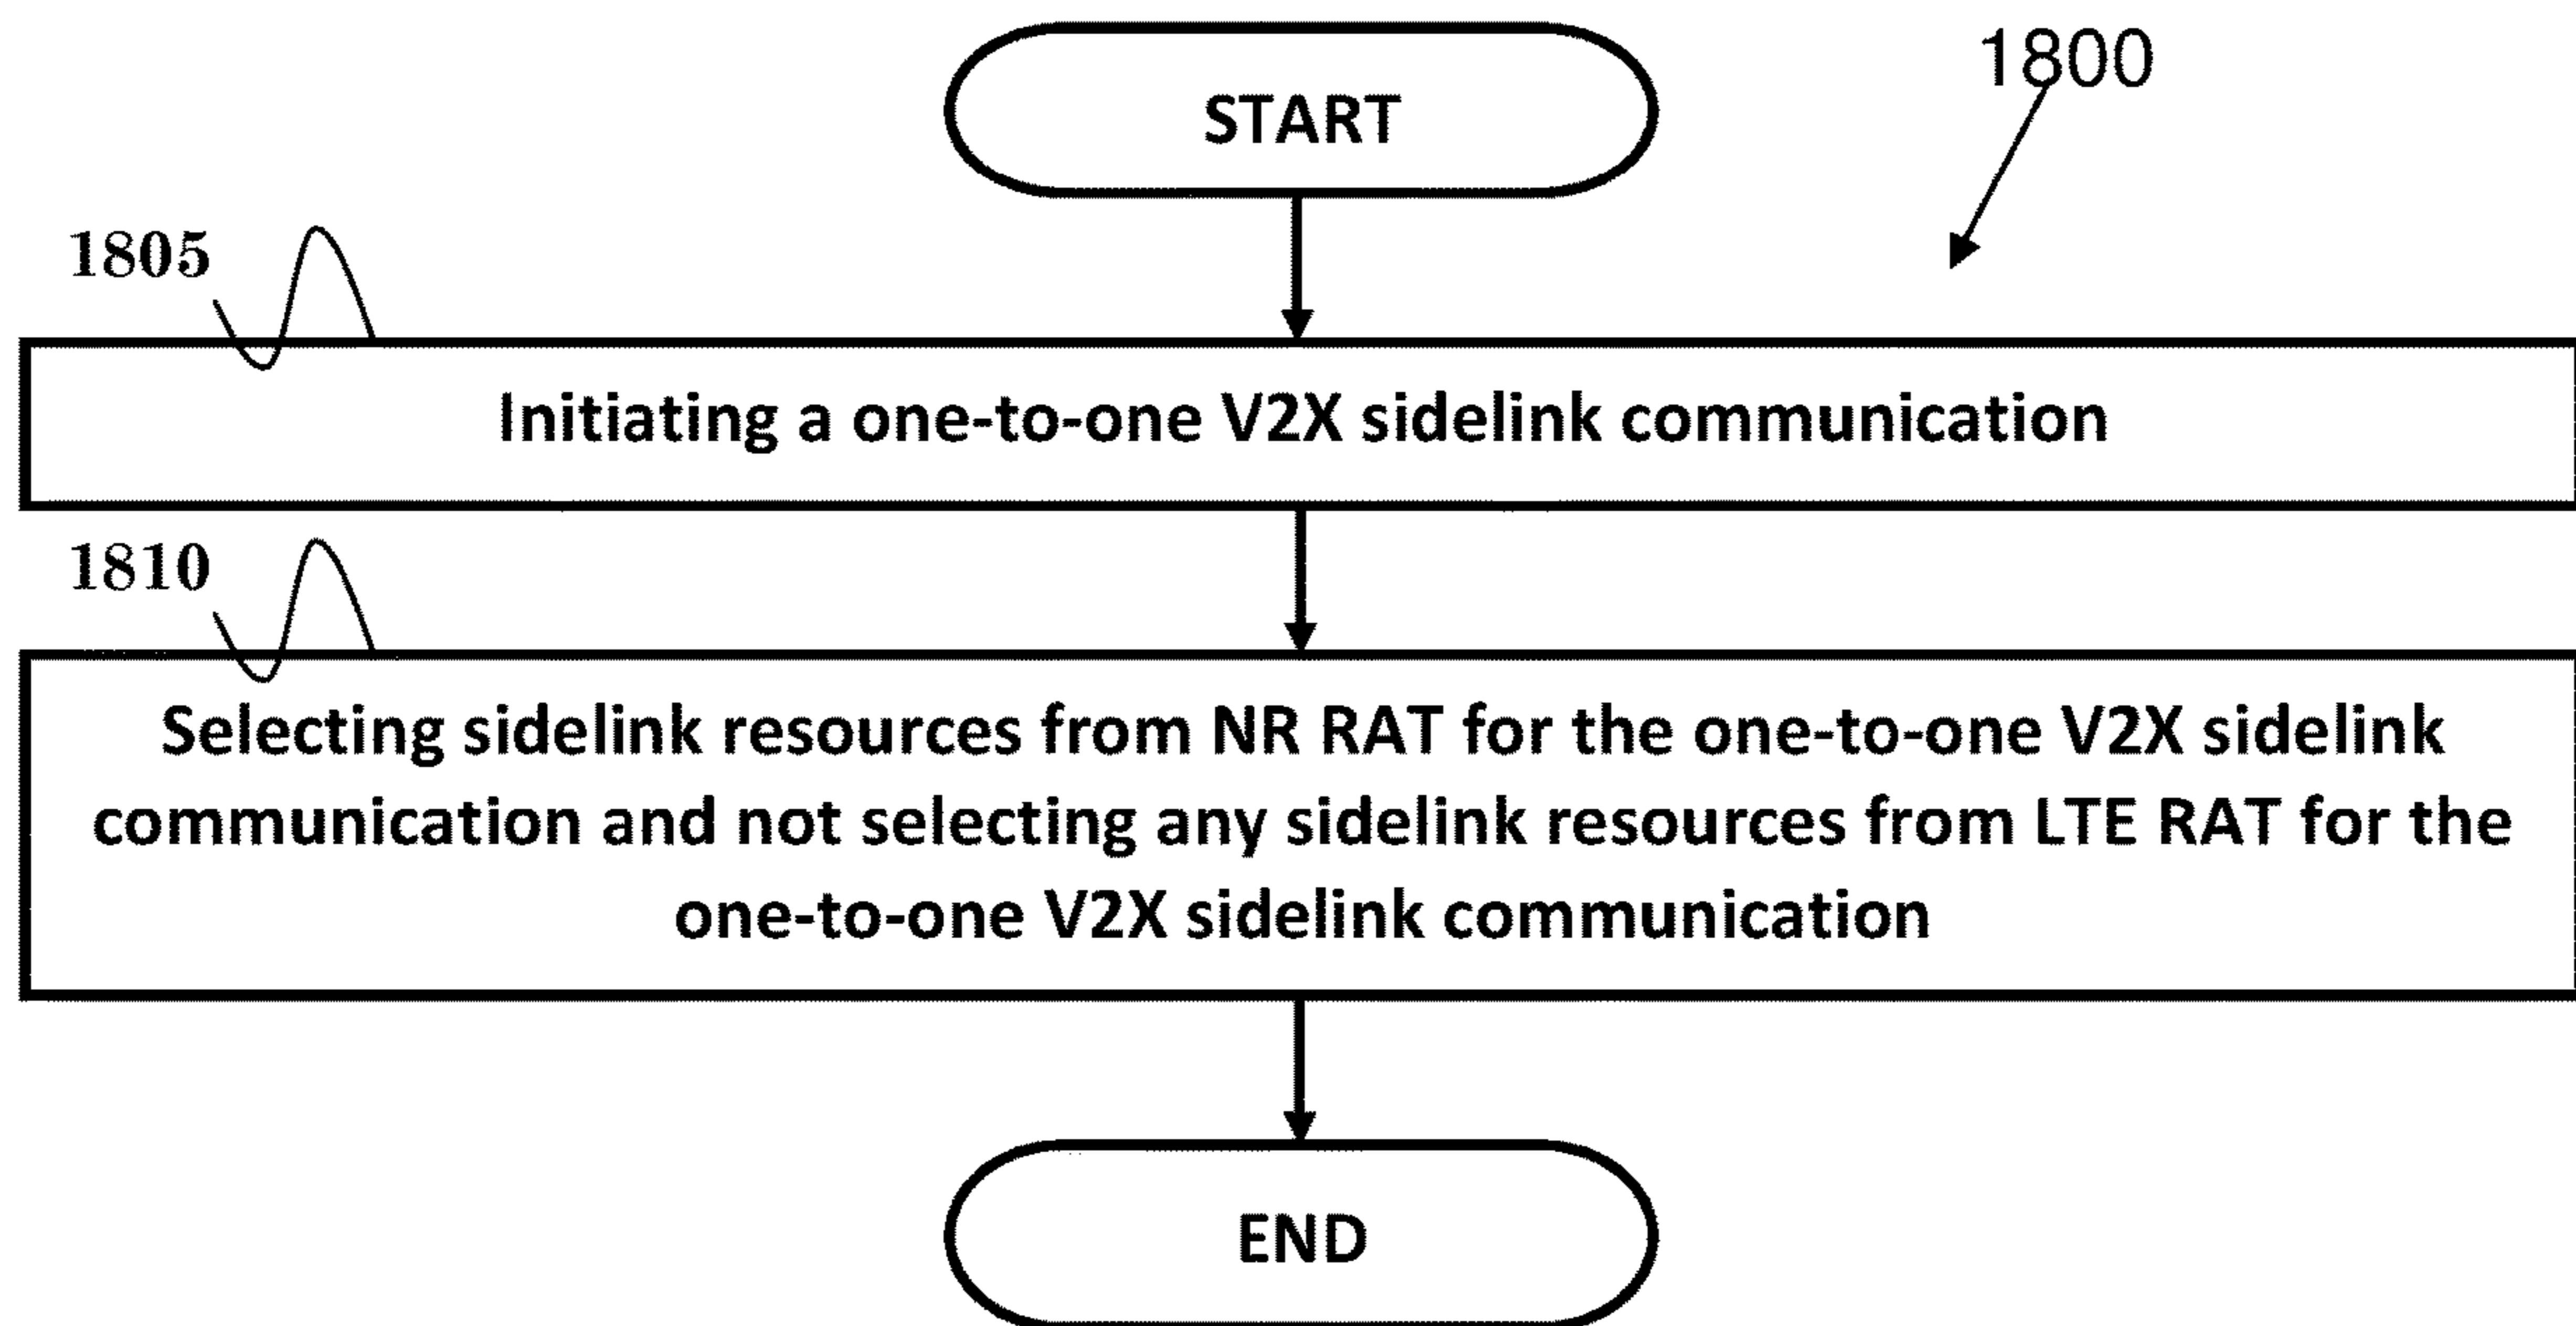 START
1800
1805
Initiating a one-to-one V2X sidelink communication
1810
Selecting sidelink resources from NR RAT for the one-to-one V2X sidelink
communication and not selecting any sidelink resources from LTE RAT for the
one-to-one V2X sidelink communication
END